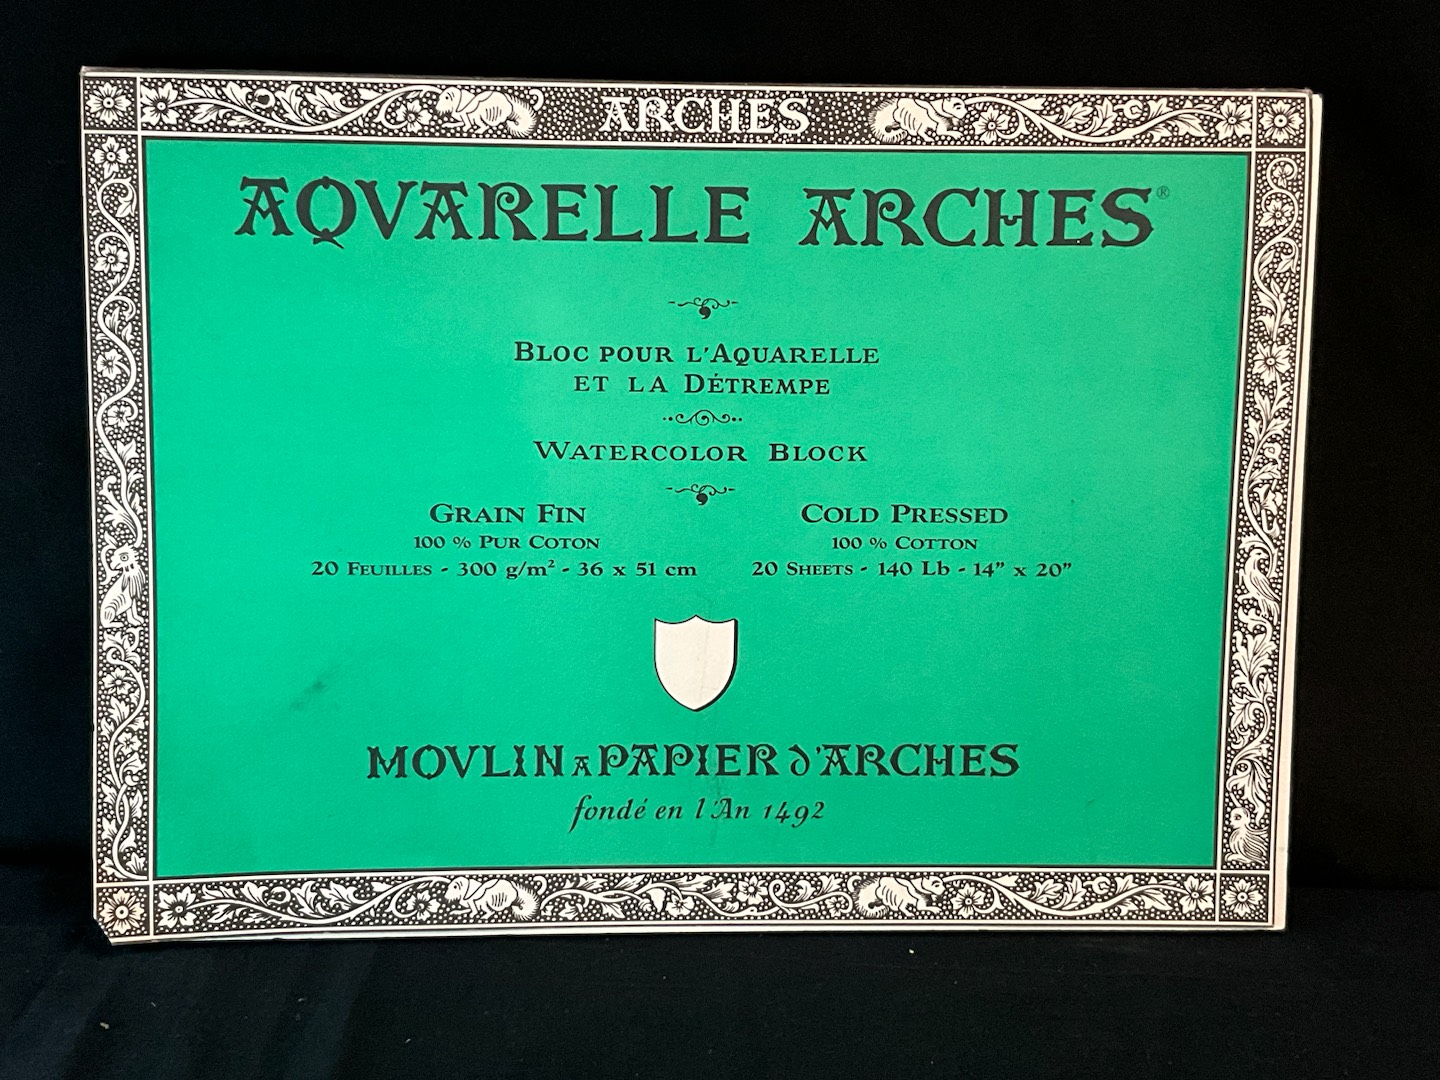 ARCHES
AQVARELLE ARCHES®
BLOC POUR L'AQUARELLE
ET LA DÉTREMPE
WATERCOLOR BLOCK
GRAIN FIN
100 % PUR COTON
20 FEUILLES - 300 g/m² - 36 x 51 cm
COLD PRESSED
100 % COTTON
20 SHEETS - 140 Lb - 14” x 20”
MOVLIN A PAPIER d'ARCHES
fondé en l'An 1492